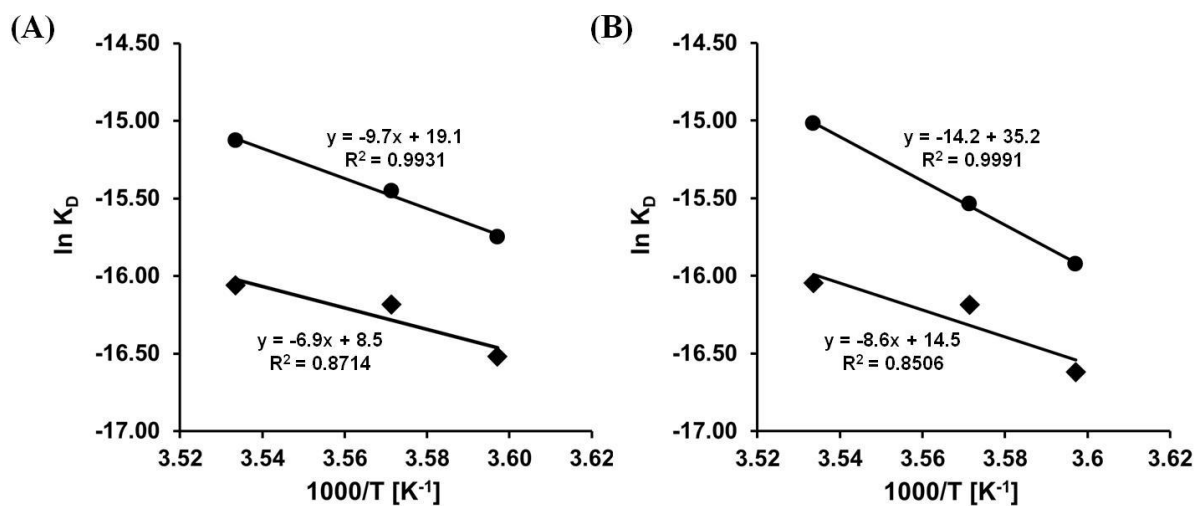 (A)
-14.50
-15.00
-15.50
-16.00
-16.50
-17.00
ln K_D
y = -9.7x + 19.1
R² = 0.9931
y = -6.9x + 8.5
R² = 0.8714
3.52 3.54 3.56 3.58 3.60 3.62
1000/T [K⁻¹]
(B)
-14.50
-15.00
-15.50
-16.00
-16.50
-17.00
ln K_D
y = -14.2 + 35.2
R² = 0.9991
y = -8.6x + 14.5
R² = 0.8506
3.52 3.54 3.56 3.58 3.6 3.62
1000/T [K⁻¹]